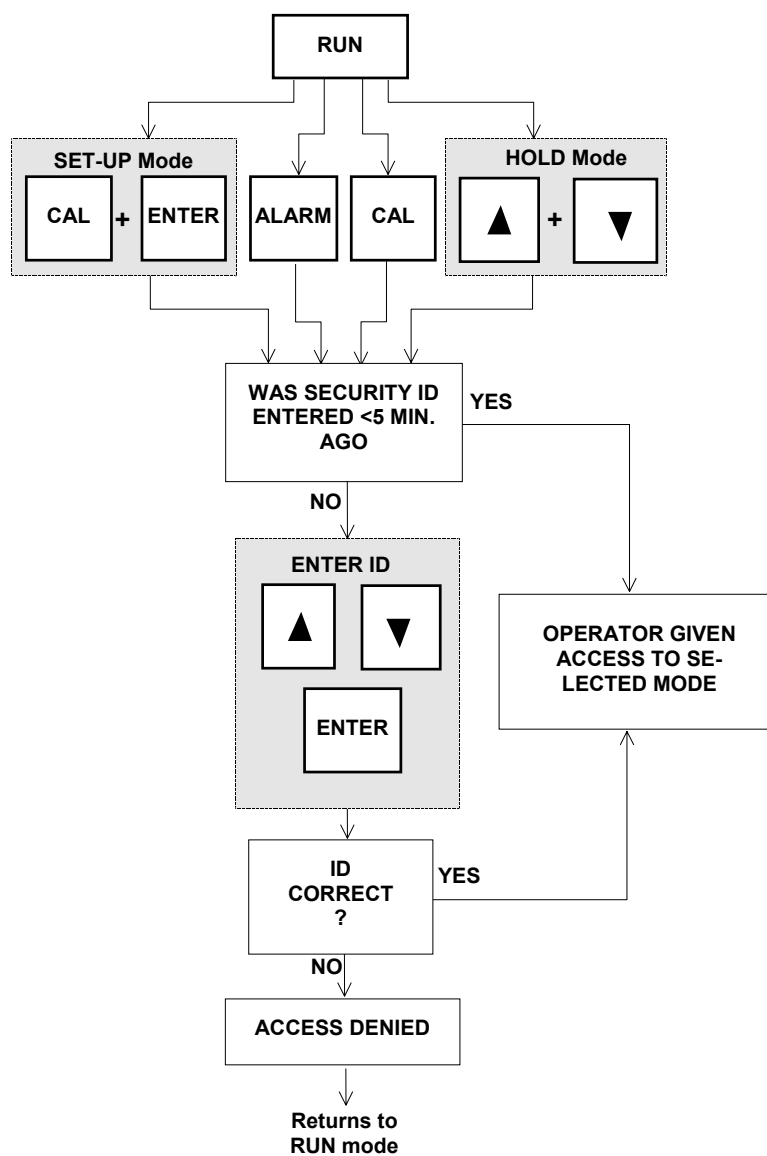 RUN
SET-UP Mode
CAL + ENTER
ALARM
CAL
HOLD Mode
+
WAS SECURITY ID
ENTERED <5 MIN.
AGO
YES
NO
ENTER ID
ENTER
OPERATOR GIVEN
ACCESS TO SE-
LECTED MODE
ID
CORRECT
?
YES
NO
ACCESS DENIED
Returns to
RUN mode